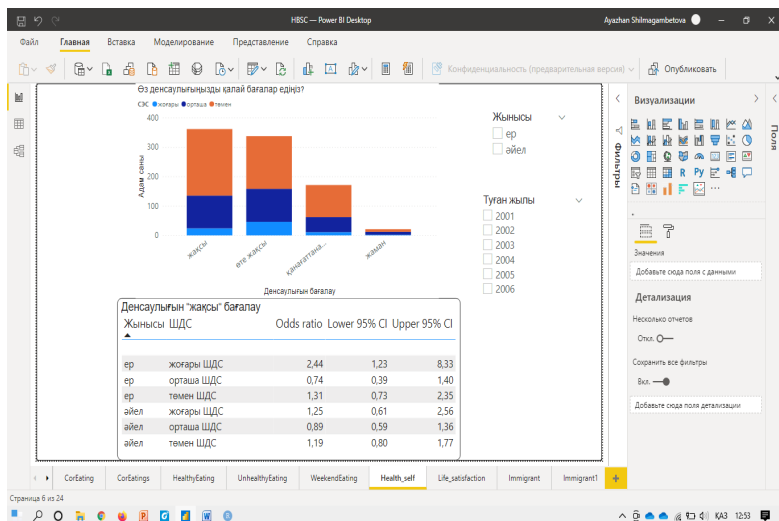 HBSC — Power BI Desktop
Ayazhan Shilmagambetova
Файл Главная Вставка Моделирование Представление Справка
Конфиденциальность (предварительная версия)
Опубликовать
Өз денсаулығыңызды қалай бағалар едіңіз?
СЭС жоғары орташа төмен
400
300
200
100
0
Адам саны
жақсы
өте жақсы
қанағаттана...
жаман
Денсаулығын бағалау
Жынысы
ер
әйел
Туған жылы
2001
2002
2003
2004
2005
2006
Денсаулығын "жақсы" бағалау
Жынысы ШДС Odds ratio Lower 95% CI Upper 95% CI
ер жоғары ШДС 2,44 1,23 8,33
ер орташа ШДС 0,74 0,39 1,40
ер төмен ШДС 1,31 0,73 2,35
әйел жоғары ШДС 1,25 0,61 2,56
әйел орташа ШДС 0,89 0,59 1,36
әйел төмен ШДС 1,19 0,80 1,77
Фильтры
Визуализации
R Py
Значения
Добавьте сюда поля с данными
Детализация
Несколько отчетов
Откл.
Сохранить все фильтры
Вкл.
Добавьте сюда поля детализации
Поля
CorEating CorEatings HealthyEating UnhealthyEating WeekendEating Health_self Life_satisfaction Immigrant Immigrant1
Страница 6 из 24
ҚАЗ 12:53